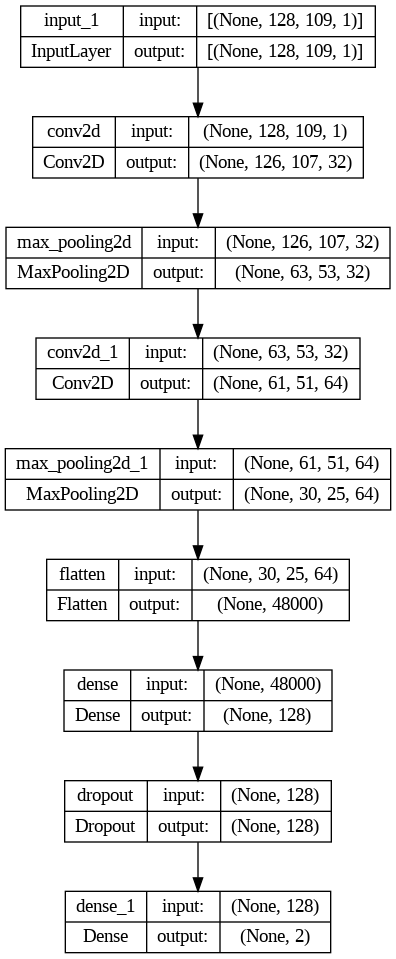 input_1 input: [(None, 128, 109, 1)]
InputLayer output: [(None, 128, 109, 1)]
conv2d input: (None, 128, 109, 1)
Conv2D output: (None, 126, 107, 32)
max_pooling2d input: (None, 126, 107, 32)
MaxPooling2D output: (None, 63, 53, 32)
conv2d_1 input: (None, 63, 53, 32)
Conv2D output: (None, 61, 51, 64)
max_pooling2d_1 input: (None, 61, 51, 64)
MaxPooling2D output: (None, 30, 25, 64)
flatten input: (None, 30, 25, 64)
Flatten output: (None, 48000)
dense input: (None, 48000)
Dense output: (None, 128)
dropout input: (None, 128)
Dropout output: (None, 128)
dense_1 input: (None, 128)
Dense output: (None, 2)